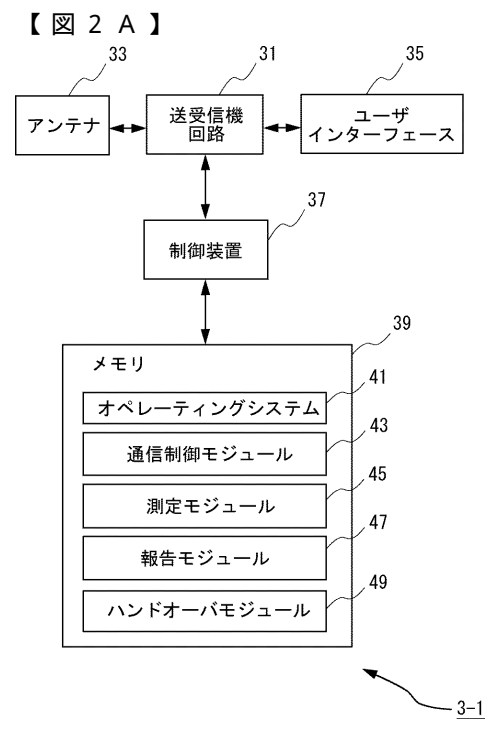 【図2A】
33
31
35
アンテナ
送受信機
回路
ユーザ
インターフェース
37
制御装置
39
メモリ
41
オペレーティングシステム
43
通信制御モジュール
45
測定モジュール
47
報告モジュール
49
ハンドオーバモジュール
3-1